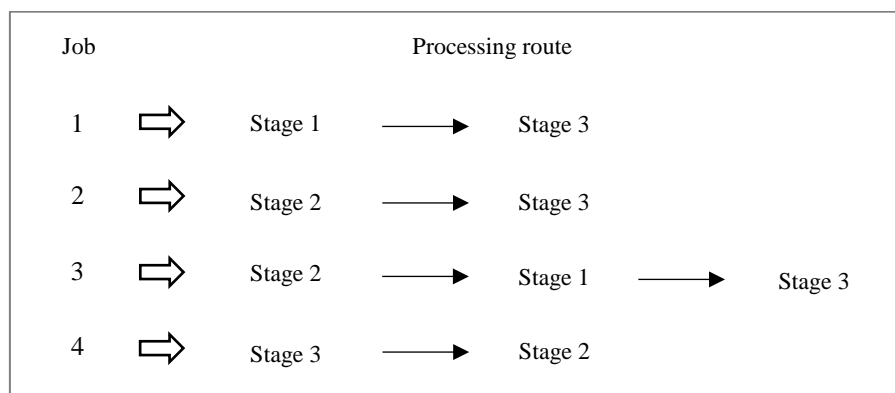 Job Processing route
1 Stage 1 Stage 3
2 Stage 2 Stage 3
3 Stage 2 Stage 1 Stage 3
4 Stage 3 Stage 2